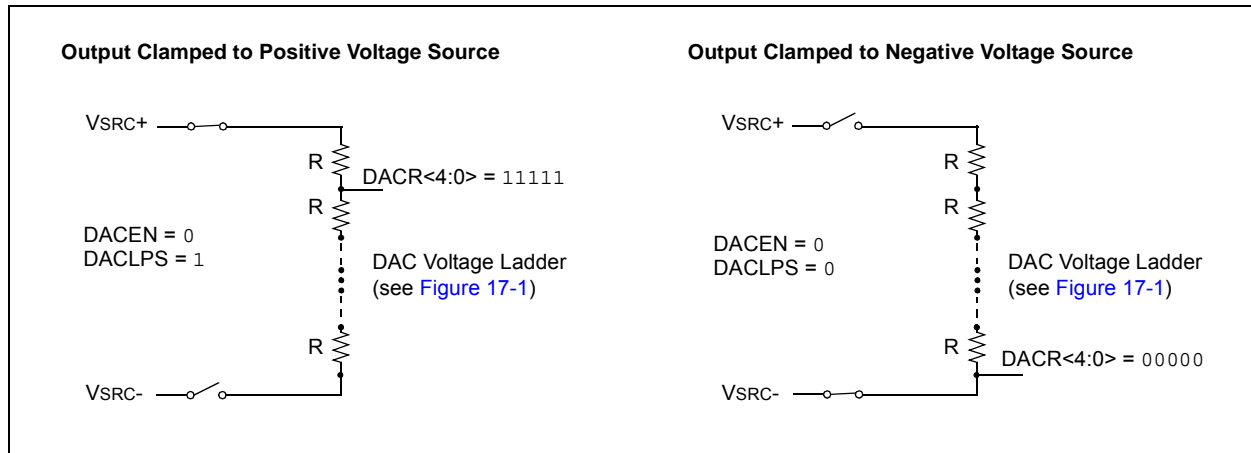 Output Clamped to Positive Voltage Source
VSRC+
R
DACR<4:0> = 11111
R
DACEN = 0
DACLPS = 1
DAC Voltage Ladder
(see Figure 17-1)
R
VSRC-
Output Clamped to Negative Voltage Source
VSRC+
R
R
DACEN = 0
DACLPS = 0
DAC Voltage Ladder
(see Figure 17-1)
R
DACR<4:0> = 00000
VSRC-